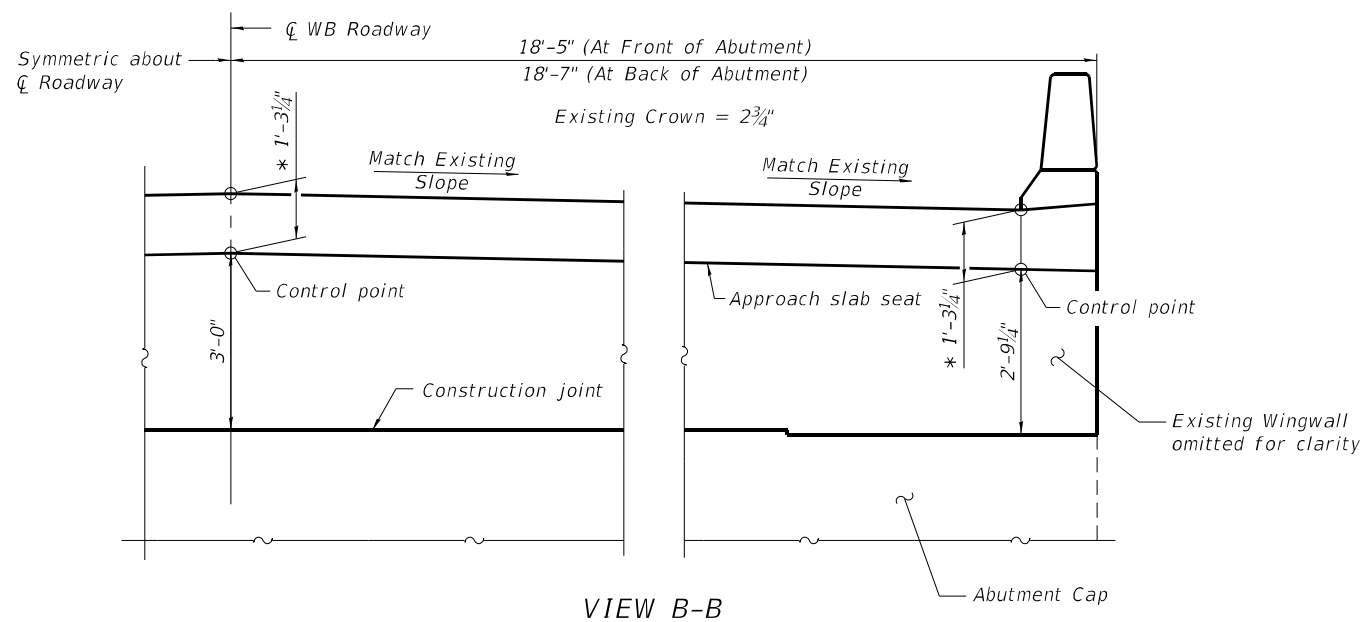 ℄ WB Roadway
Symmetric about
℄ Roadway
18'-5" (At Front of Abutment)
18'-7" (At Back of Abutment)
Existing Crown = 2¾"
* 1'-3¼"
Match Existing
Slope
Match Existing
Slope
Control point
Approach slab seat
* 1'-3¼"
Control point
3'-0"
2'-9¼"
Construction joint
Existing Wingwall
omitted for clarity
Abutment Cap
VIEW B-B